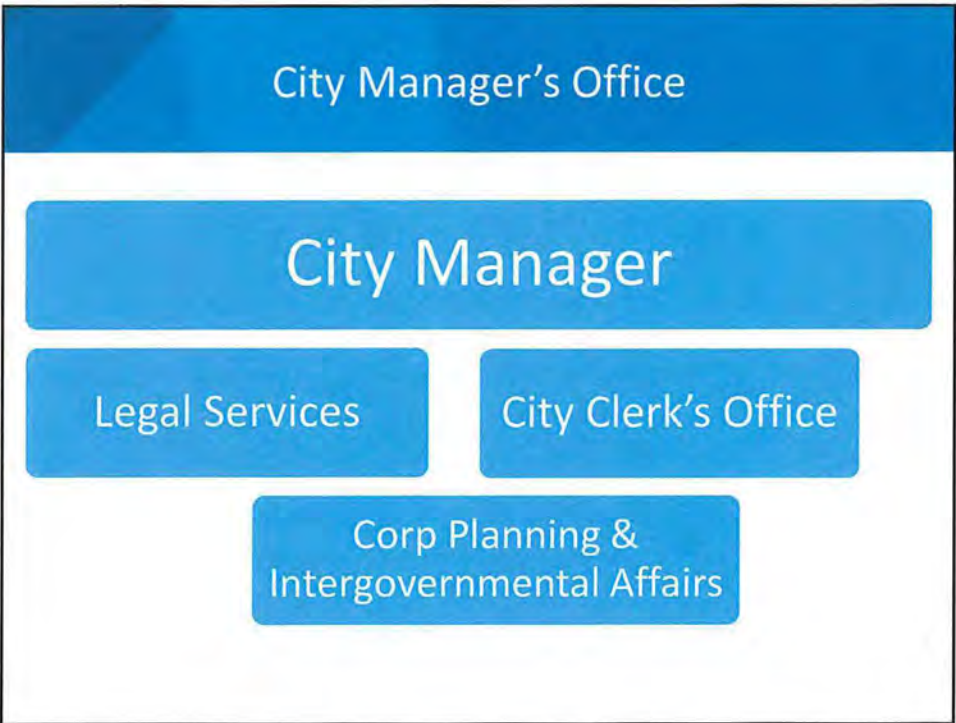 City Manager's Office
City Manager
Legal Services
City Clerk's Office
Corp Planning &
Intergovernmental Affairs